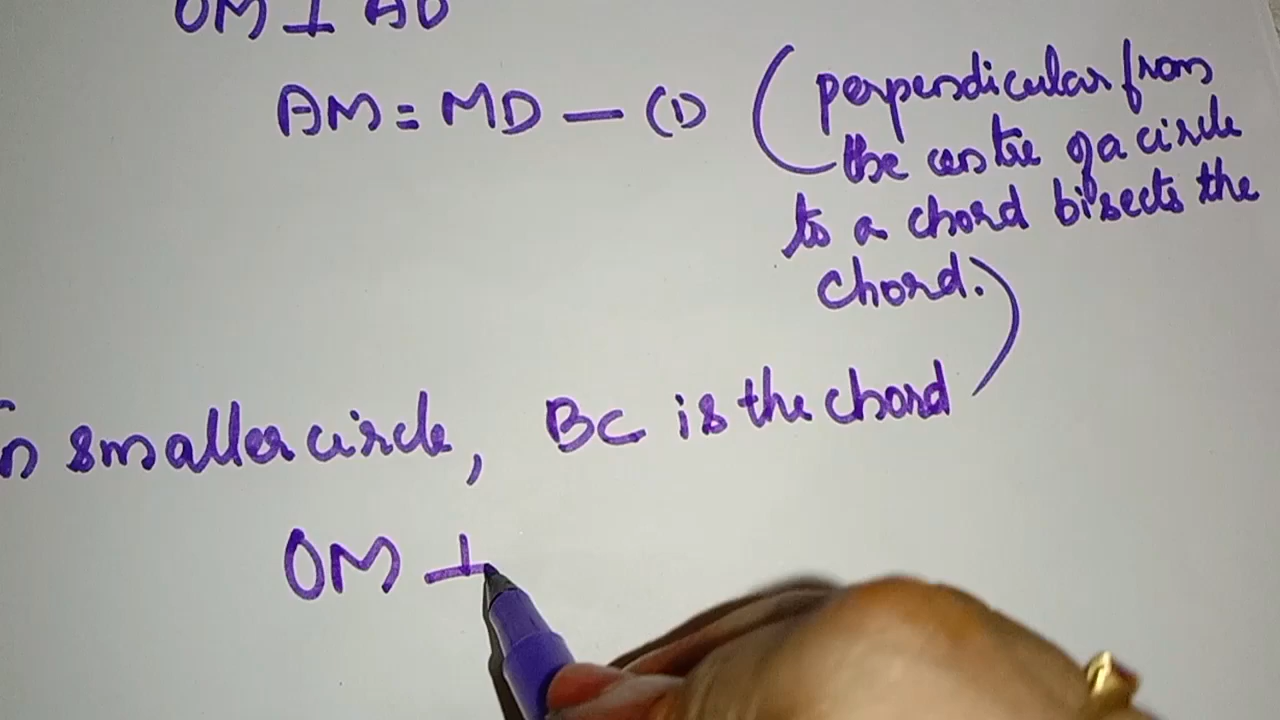 OM ⊥ AD
AM = MD — (1) (perpendicular from
the centre of a circle
to a chord bisects the
chord.)
In smaller circle, BC is the chord
OM ⊥